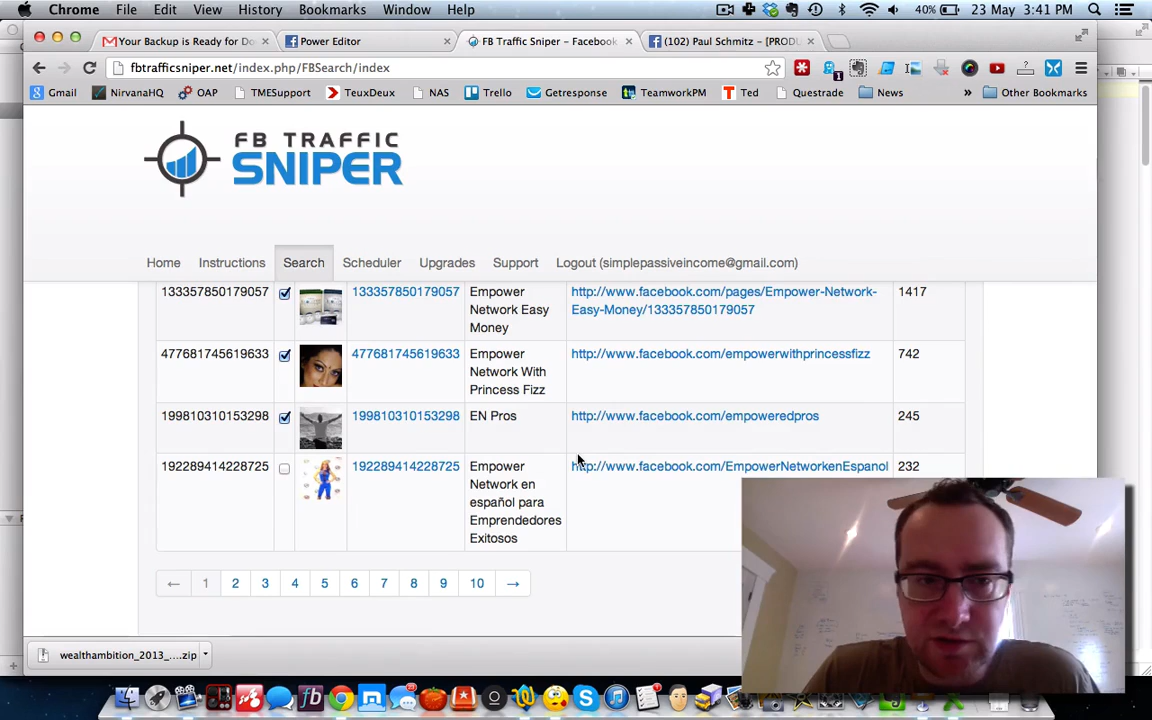 Chrome File Edit View History Bookmarks Window Help 40% 23 May 3:41 PM
Your Backup is Ready for Do Power Editor FB Traffic Sniper – Facebook (102) Paul Schmitz – [PROD
fbtrafficsniper.net/index.php/FBSearch/index
Gmail NirvanaHQ OAP TMESupport TeuxDeux NAS Trello Getresponse TeamworkPM Ted Questrade News » Other Bookmarks
FB TRAFFIC
SNIPER
Home Instructions Search Scheduler Upgrades Support Logout (simplepassiveincome@gmail.com)
133357850179057 133357850179057 Empower http://www.facebook.com/pages/Empower-Network- 1417
Network Easy Easy-Money/133357850179057
Money
477681745619633 477681745619633 Empower http://www.facebook.com/empowerwithprincessfizz 742
Network With
Princess Fizz
199810310153298 199810310153298 EN Pros http://www.facebook.com/empoweredpros 245
192289414228725 192289414228725 Empower http://www.facebook.com/EmpowerNetworkenEspanol 232
Network en
español para
Emprendedores
Exitosos
← 1 2 3 4 5 6 7 8 9 10 →
wealthambition_2013_....zip